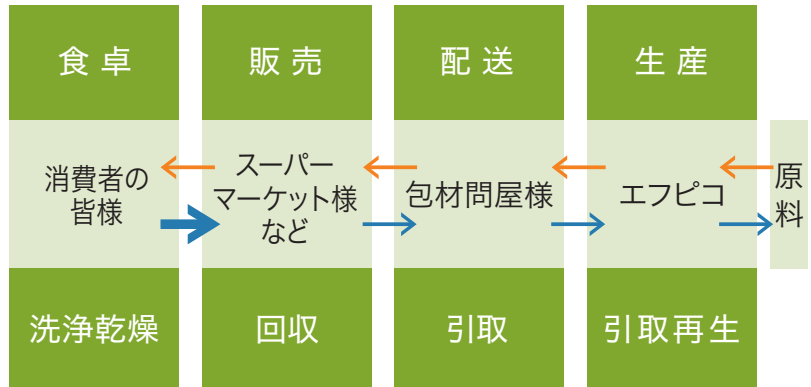 食卓
販売
配送
生産
消費者の
皆様
スーパー
マーケット様
など
包材問屋様
エフピコ
原
料
洗浄乾燥
回収
引取
引取再生